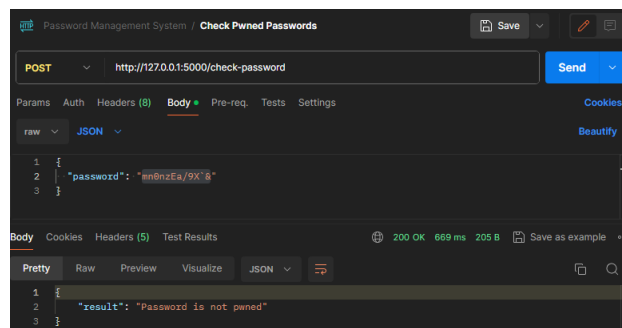 HTTP Password Management System / Check Pwned Passwords Save
POST http://127.0.0.1:5000/check-password Send
Params Auth Headers (8) Body Pre-req. Tests Settings Cookies
raw JSON Beautify
1 {
2 "password": "mn0nzEa/9X`&"
3 }
Body Cookies Headers (5) Test Results 200 OK 669 ms 205 B Save as example
Pretty Raw Preview Visualize JSON
1 {
2 "result": "Password is not pwned"
3 }